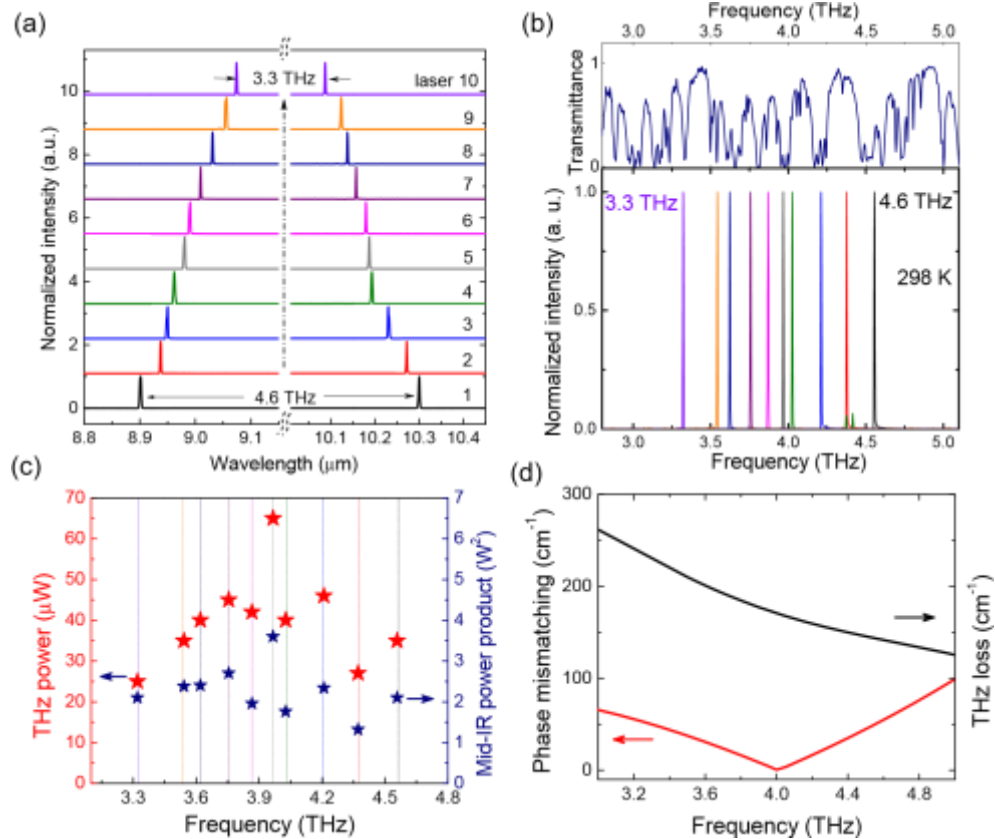 (a)
Normalized intensity (a.u.)
10
8
6
4
2
0
3.3 THz
laser 10
9
8
7
6
5
4
3
2
1
4.6 THz
8.8 8.9 9.0 9.1 10.1 10.2 10.3 10.4
Wavelength (μm)
(b)
Frequency (THz)
3.0 3.5 4.0 4.5 5.0
Transmittance
1
0
Normalized intensity (a. u.)
1.0
0.5
0.0
3.3 THz
4.6 THz
298 K
3.0 3.5 4.0 4.5 5.0
Frequency (THz)
(c)
THz power (μW)
70
60
50
40
30
20
10
0
7
6
5
4
3
2
1
0
Mid-IR power product (W²)
3.3 3.6 3.9 4.2 4.5 4.8
Frequency (THz)
(d)
Phase mismatching (cm⁻¹)
300
200
100
0
THz loss (cm⁻¹)
3.2 3.6 4.0 4.4 4.8
Frequency (THz)